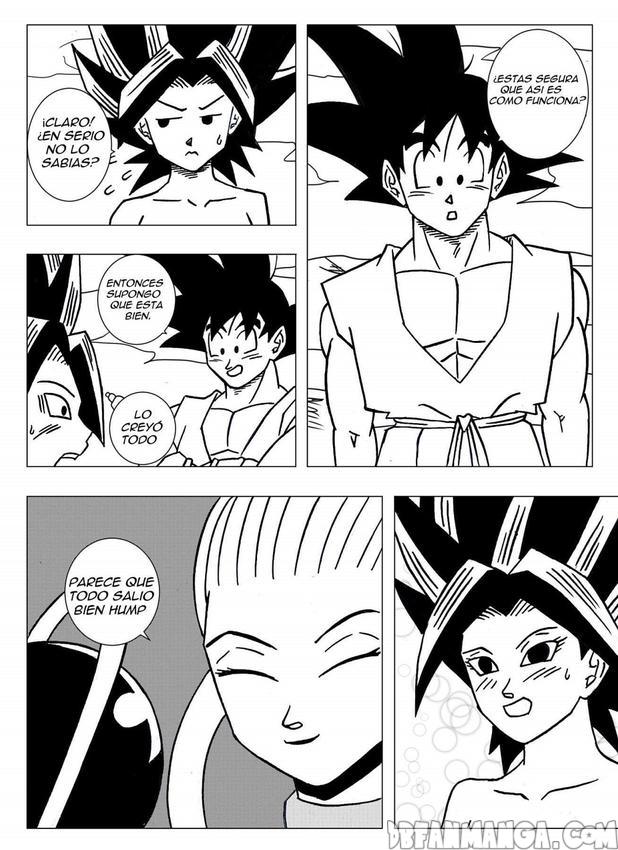 ¡CLARO!
¿EN SERIO
NO LO
SABIAS?
¿ESTAS SEGURA
QUE ASI ES
COMO FUNCIONA?
ENTONCES
SUPONGO
QUE ESTA
BIEN.
LO
CREYÓ
TODO
PARECE QUE
TODO SALIO
BIEN HUMP
DBFANMANGA.COM